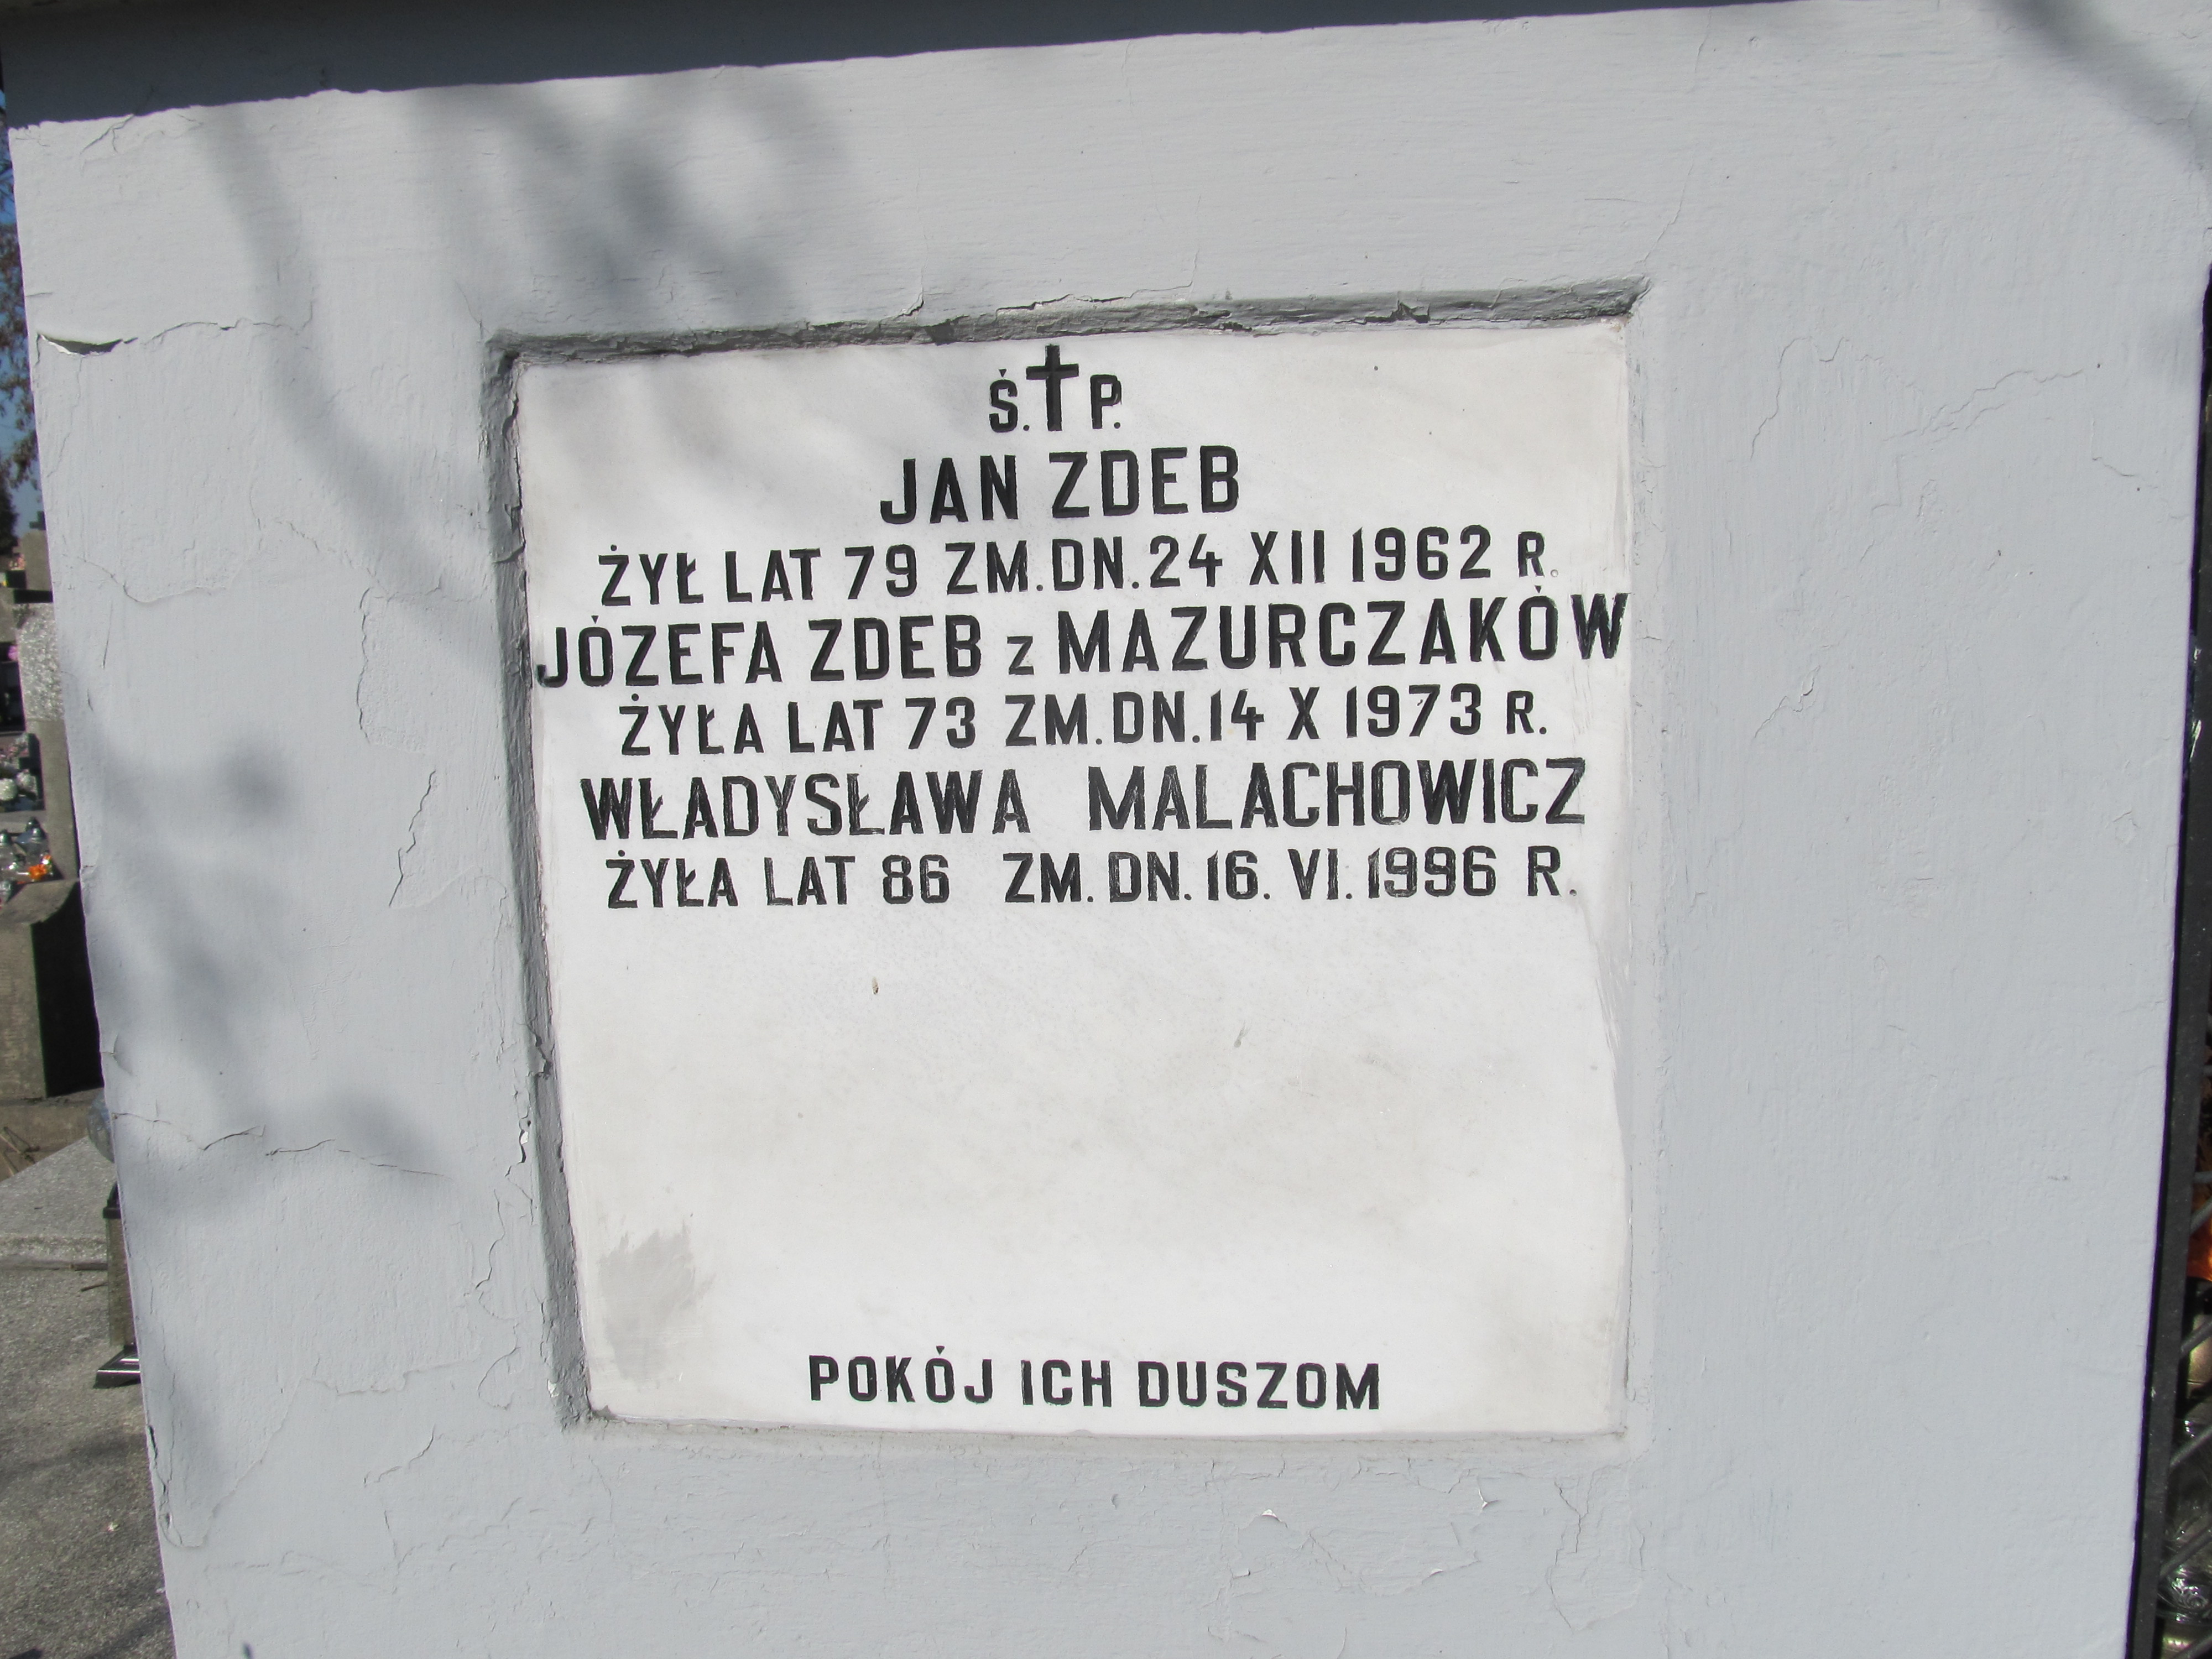 Ś. † P.
JAN ZDEB
ŻYŁ LAT 79 ZM. DN. 24 XII 1962 R.
JÓZEFA ZDEB z MAZURCZAKÓW
ŻYŁA LAT 73 ZM. DN. 14 X 1973 R.
WŁADYSŁAWA MALACHOWICZ
ŻYŁA LAT 86 ZM. DN. 16. VI. 1996 R.
POKÓJ ICH DUSZOM